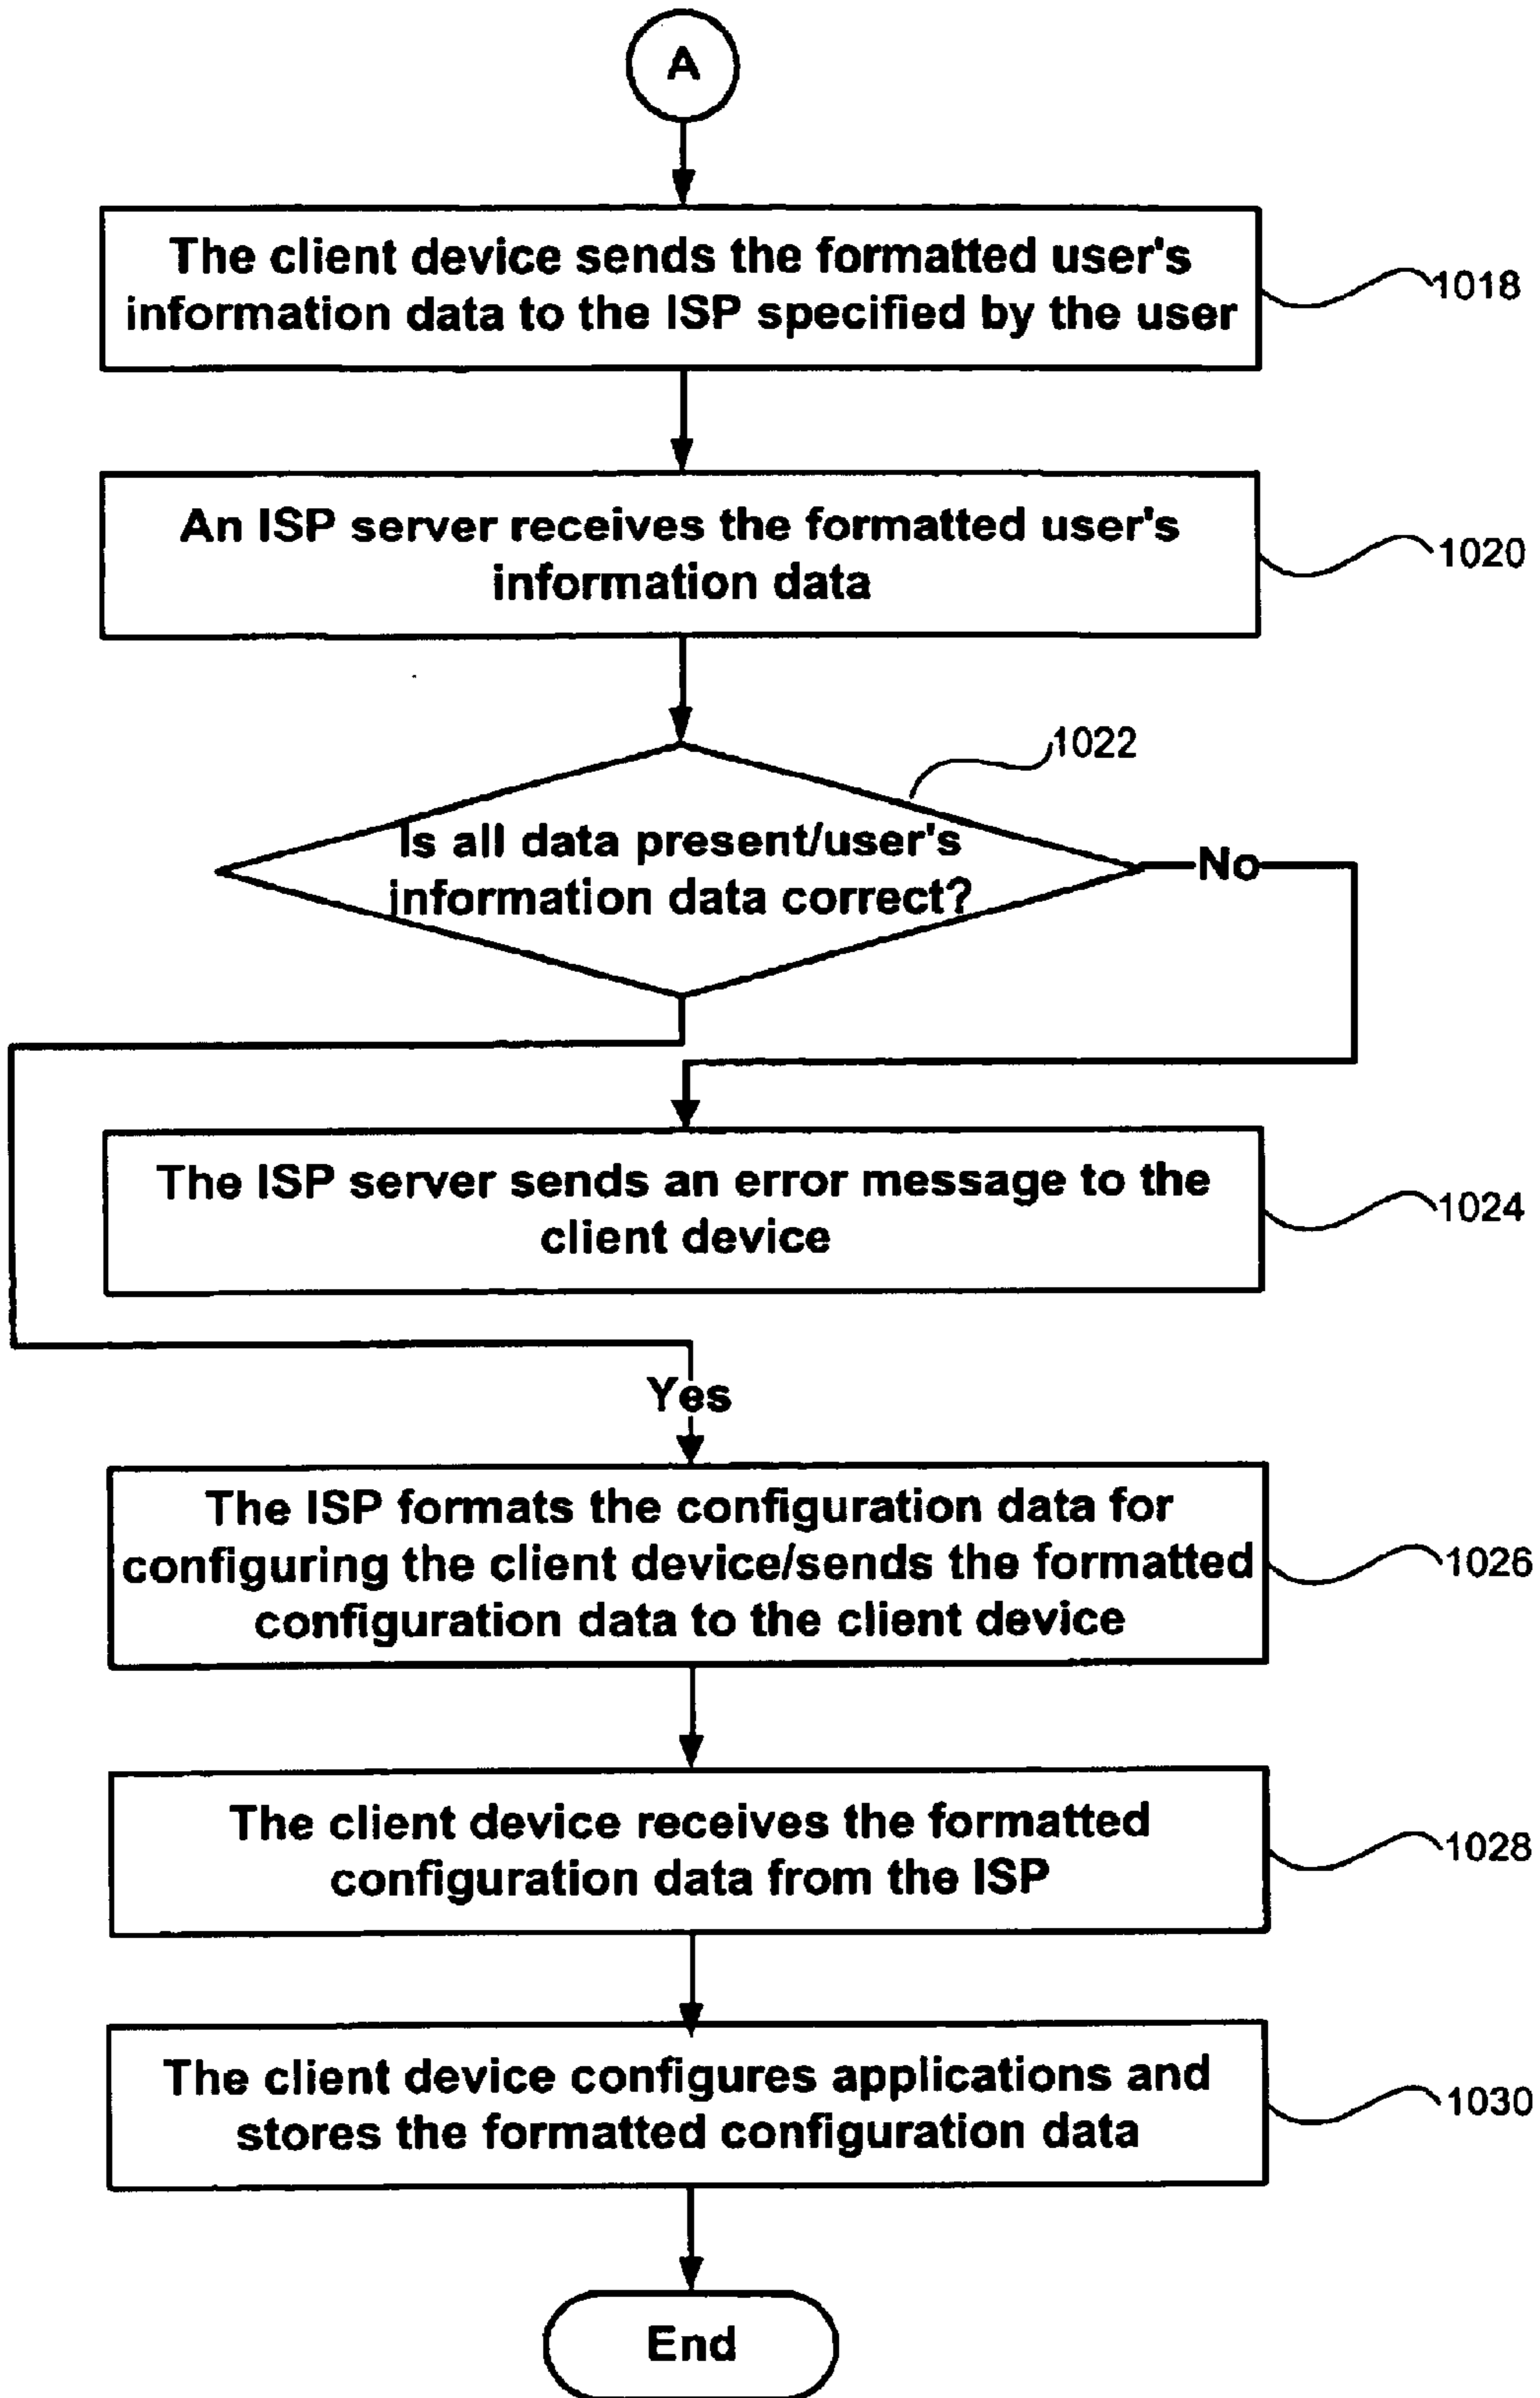 A
The client device sends the formatted user's
information data to the ISP specified by the user
1018
An ISP server receives the formatted user's
information data
1020
1022
Is all data present/user's
information data correct?
No
The ISP server sends an error message to the
client device
1024
Yes
The ISP formats the configuration data for
configuring the client device/sends the formatted
configuration data to the client device
1026
The client device receives the formatted
configuration data from the ISP
1028
The client device configures applications and
stores the formatted configuration data
1030
End